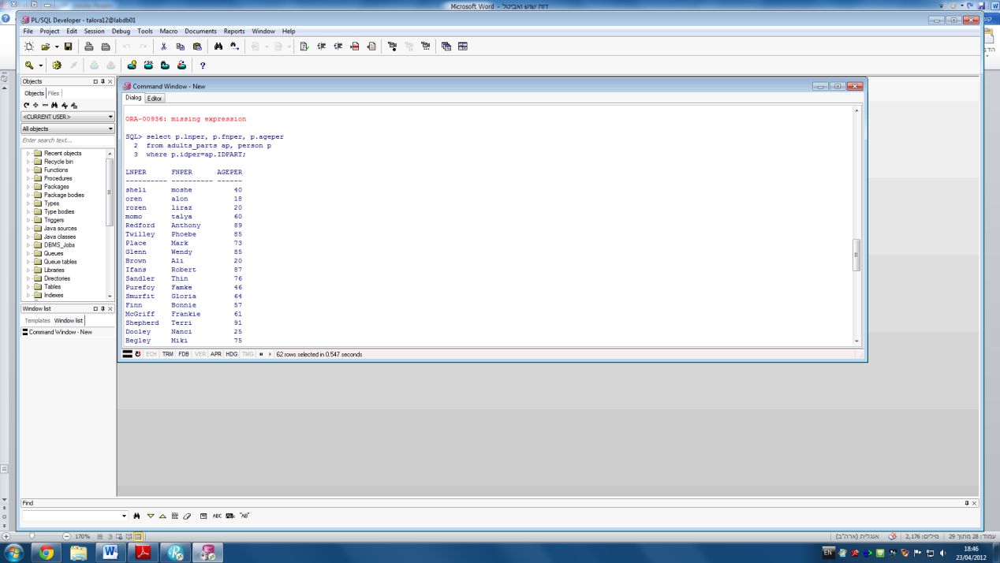 דוח שוש ואביטל - Microsoft Word
PL/SQL Developer - talora12@labdb01
File Project Edit Session Debug Tools Macro Documents Reports Window Help
Objects
Objects Files
<CURRENT USER>
All objects
Enter search text...
Recent objects
Recycle bin
Functions
Procedures
Packages
Package bodies
Types
Type bodies
Triggers
Java sources
Java classes
DBMS_Jobs
Queues
Queue tables
Libraries
Directories
Tables
Indexes
Window list
Templates Window list
Command Window - New
Command Window - New
Dialog Editor
ORA-00936: missing expression
SQL> select p.lnper, p.fnper, p.ageper
2 from adults_parts ap, person p
3 where p.idper=ap.IDPART;
LNPER FNPER AGEPER
---------- ---------- ------
sheli moshe 40
oren alon 18
rozen liraz 20
momo talya 60
Redford Anthony 89
Twilley Phoebe 85
Place Mark 73
Glenn Wendy 85
Brown Ali 20
Ifans Robert 87
Sandler Thin 76
Purefoy Famke 46
Smurfit Gloria 64
Finn Bonnie 57
McGriff Frankie 61
Shepherd Terri 91
Dooley Nanci 25
Begley Miki 75
ECH TRM FDB VER APR HDG TMG 62 rows selected in 0.547 seconds
Find
ABC "AB"
170%
עמוד: 28 מתוך 29 מילים: 2,176 אנגלית (ארה"ב)
EN
18:46
23/04/2012